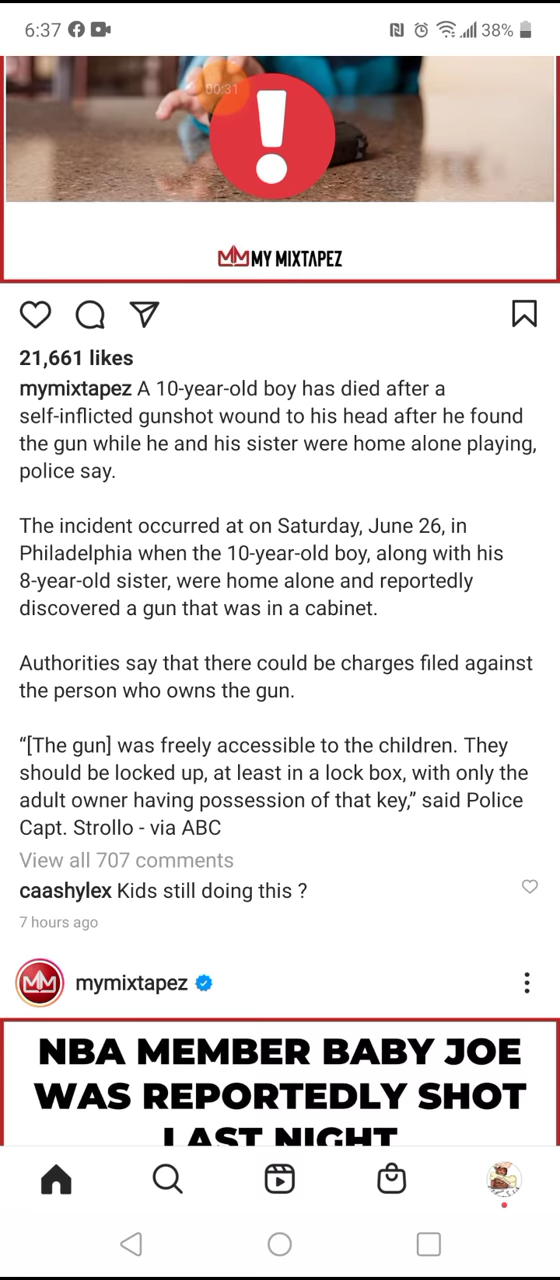 6:37
38%
00:31
MY MIXTAPEZ
21,661 likes
mymixtapez A 10-year-old boy has died after a
self-inflicted gunshot wound to his head after he found
the gun while he and his sister were home alone playing,
police say.
The incident occurred at on Saturday, June 26, in
Philadelphia when the 10-year-old boy, along with his
8-year-old sister, were home alone and reportedly
discovered a gun that was in a cabinet.
Authorities say that there could be charges filed against
the person who owns the gun.
“[The gun] was freely accessible to the children. They
should be locked up, at least in a lock box, with only the
adult owner having possession of that key,” said Police
Capt. Strollo - via ABC
View all 707 comments
caashylex Kids still doing this ?
7 hours ago
mymixtapez
NBA MEMBER BABY JOE
WAS REPORTEDLY SHOT
LAST NIGHT